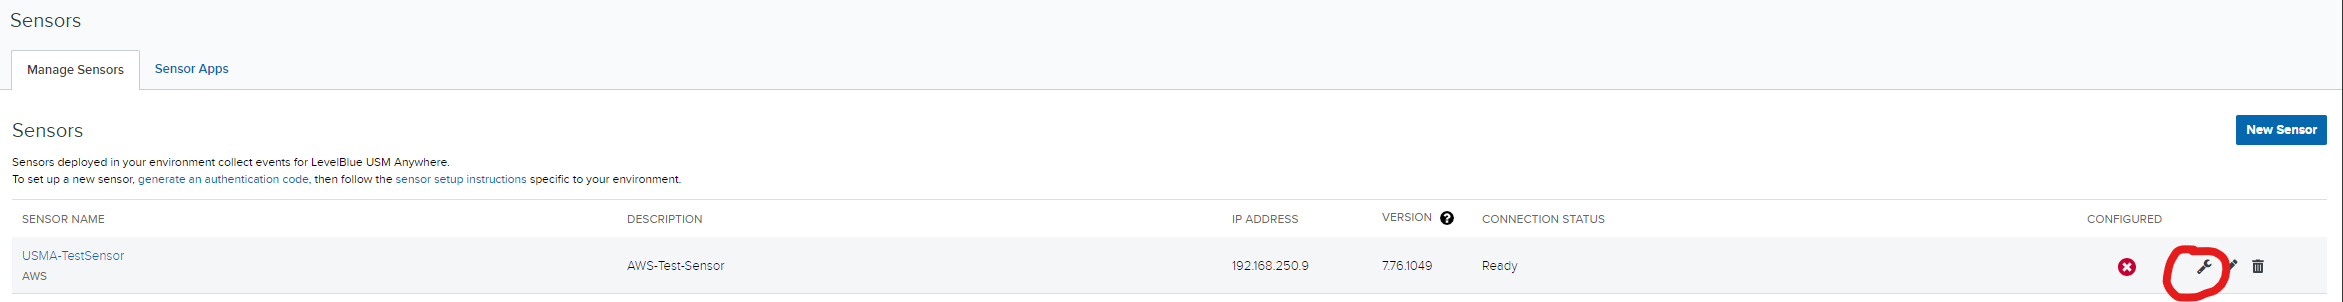 Sensors
Manage Sensors
Sensor Apps
Sensors
New Sensor
Sensors deployed in your environment collect events for LevelBlue USM Anywhere.
To set up a new sensor, generate an authentication code, then follow the sensor setup instructions specific to your environment.
SENSOR NAME DESCRIPTION IP ADDRESS VERSION ? CONNECTION STATUS CONFIGURED
USMA-TestSensor
AWS
AWS-Test-Sensor 192.168.250.9 7.76.1049 Ready